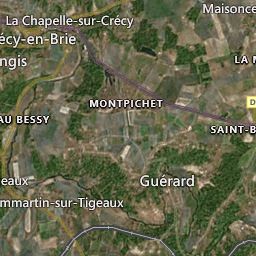 La Chapelle-sur-Crécy
Maisonce
écy-en-Brie
ngis
LA M
MONTPICHET
D
AU BESSY
SAINT-B
Guérard
eaux
mmartin-sur-Tigeaux